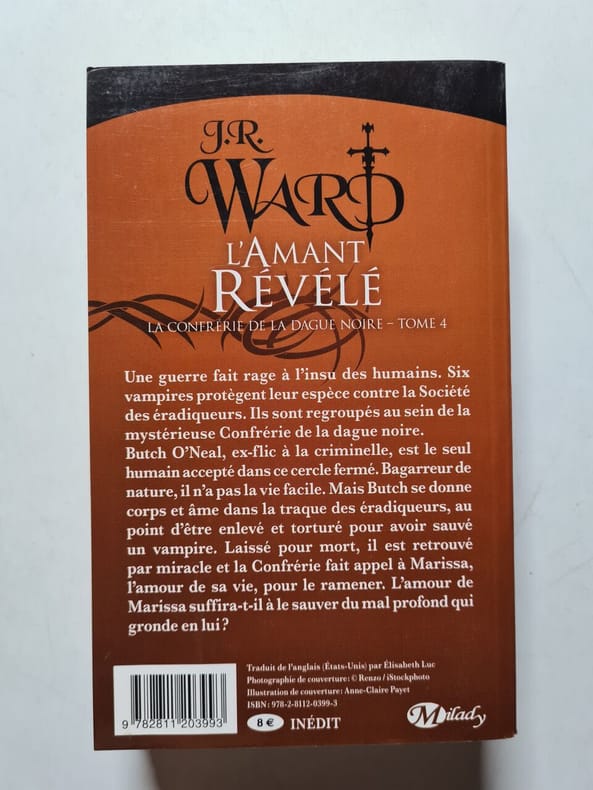 J.R.
WARD
L'AMANT
RÉVÉLÉ
LA CONFRÉRIE DE LA DAGUE NOIRE – TOME 4
Une guerre fait rage à l'insu des humains. Six
vampires protègent leur espèce contre la Société
des éradiqueurs. Ils sont regroupés au sein de la
mystérieuse Confrérie de la dague noire.
Butch O'Neal, ex-flic à la criminelle, est le seul
humain accepté dans ce cercle fermé. Bagarreur de
nature, il n'a pas la vie facile. Mais Butch se donne
corps et âme dans la traque des éradiqueurs, au
point d'être enlevé et torturé pour avoir sauvé
un vampire. Laissé pour mort, il est retrouvé
par miracle et la Confrérie fait appel à Marissa,
l'amour de sa vie, pour le ramener. L'amour de
Marissa suffira-t-il à le sauver du mal profond qui
gronde en lui ?
Traduit de l'anglais (États-Unis) par Élisabeth Luc
Photographie de couverture : © Renzo / iStockphoto
Illustration de couverture : Anne-Claire Payet
ISBN : 978-2-8112-0399-3
9 782811 203993
8 € INÉDIT
Milady